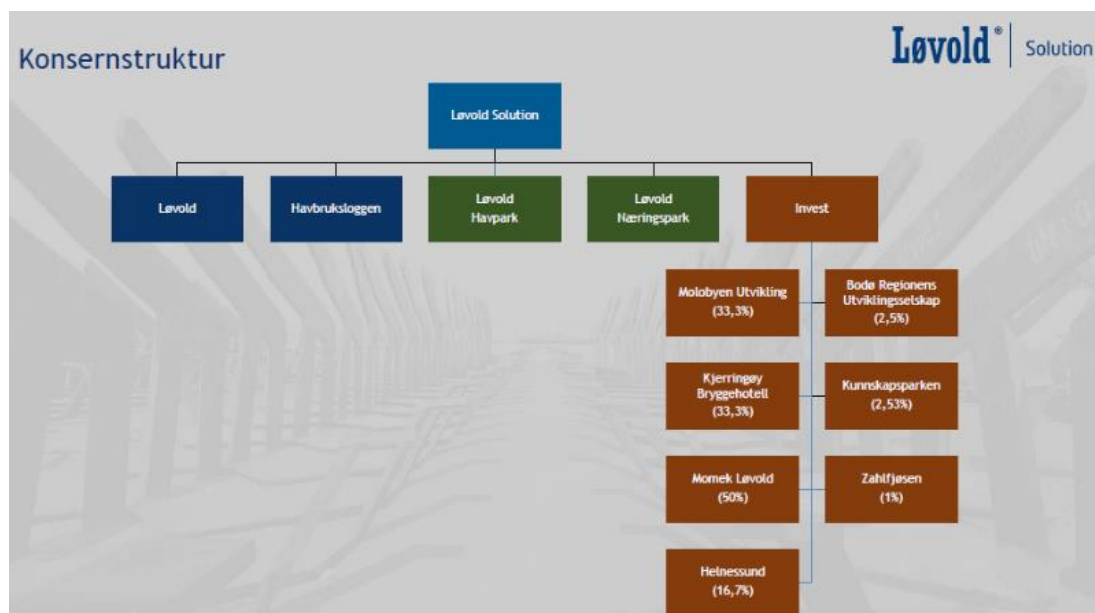 Konsernstruktur
Løvold® Solution
Løvold Solution
Løvold
Havbruksloggen
Løvold
Havpark
Løvold
Næringspark
Invest
Molobyen Utvikling
(33,3%)
Bodø Regionens
Utviklingsselskap
(2,5%)
Kjerringøy
Bryggehotell
(33,3%)
Kunnskapsparken
(2,53%)
Momek Løvold
(50%)
Zahlfjøsen
(1%)
Helnessund
(16,7%)